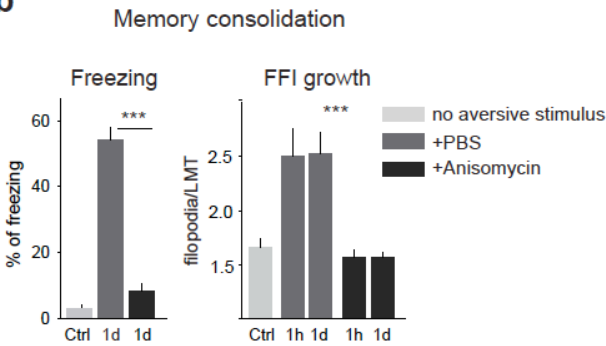 b
Memory consolidation
Freezing
% of freezing
60
40
20
0
***
Ctrl 1d 1d
FFI growth
filopodia/LMT
2.5
2.0
1.5
***
Ctrl 1h 1d 1h 1d
no aversive stimulus
+PBS
+Anisomycin